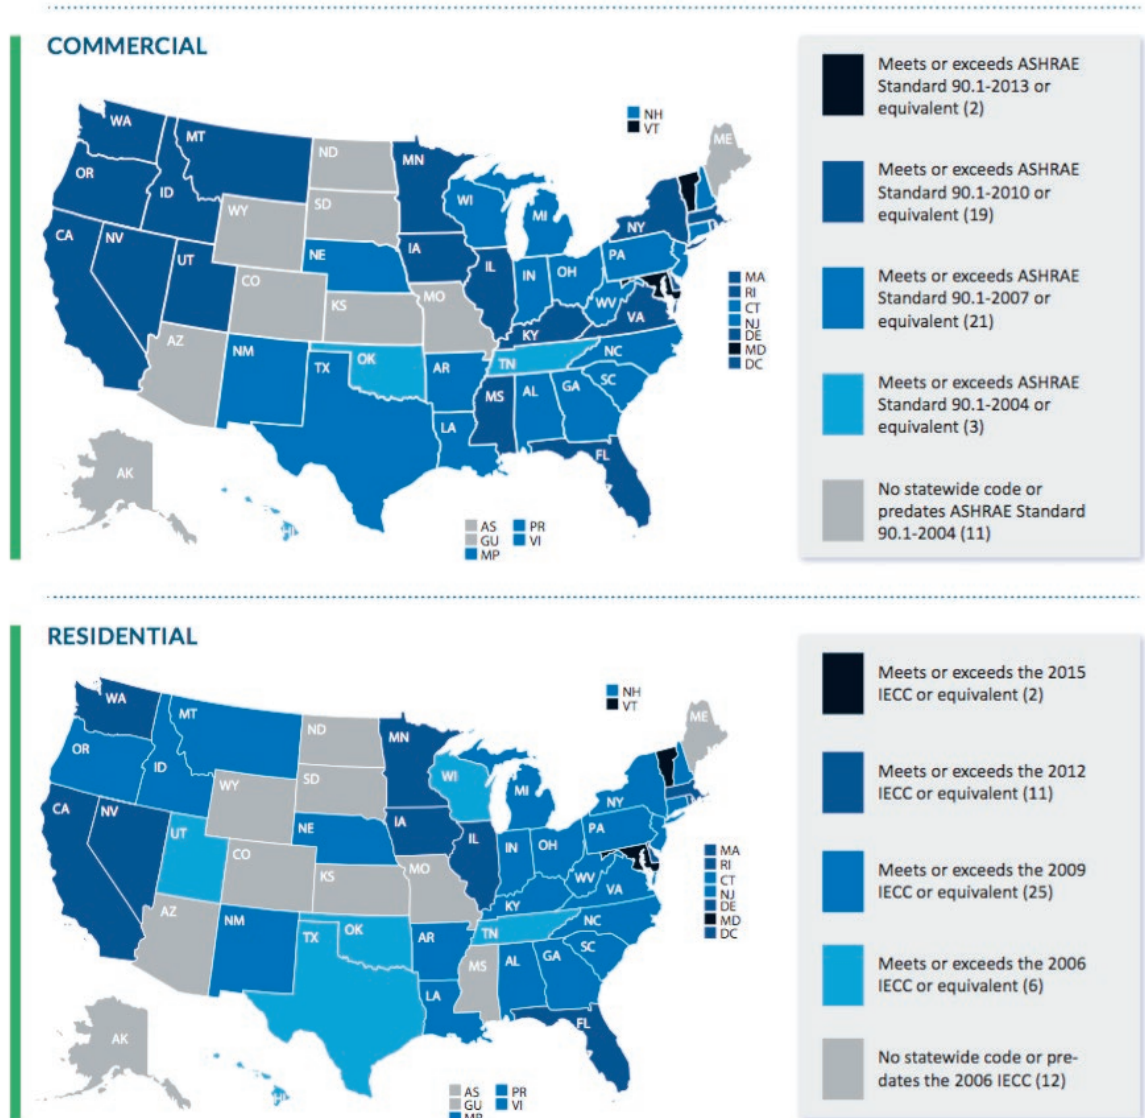 COMMERCIAL
WA
MT
ND
MN
OR
ID
WY
SD
WI
MI
NY
ME
NH
VT
CA
NV
UT
NE
IA
IL
IN
OH
PA
CO
KS
MO
KY
WV
VA
AZ
NM
TX
OK
AR
TN
NC
SC
MS
AL
GA
LA
FL
AK
HI
MA
RI
CT
NJ
DE
MD
DC
AS
GU
MP
PR
VI
Meets or exceeds ASHRAE
Standard 90.1-2013 or
equivalent (2)
Meets or exceeds ASHRAE
Standard 90.1-2010 or
equivalent (19)
Meets or exceeds ASHRAE
Standard 90.1-2007 or
equivalent (21)
Meets or exceeds ASHRAE
Standard 90.1-2004 or
equivalent (3)
No statewide code or
predates ASHRAE Standard
90.1-2004 (11)
RESIDENTIAL
WA
MT
ND
MN
OR
ID
WY
SD
WI
MI
NY
ME
NH
VT
CA
NV
UT
NE
IA
IL
IN
OH
PA
CO
KS
MO
KY
WV
VA
AZ
NM
TX
OK
AR
TN
NC
SC
MS
AL
GA
LA
FL
AK
HI
MA
RI
CT
NJ
DE
MD
DC
AS
GU
MP
PR
VI
Meets or exceeds the 2015
IECC or equivalent (2)
Meets or exceeds the 2012
IECC or equivalent (11)
Meets or exceeds the 2009
IECC or equivalent (25)
Meets or exceeds the 2006
IECC or equivalent (6)
No statewide code or pre-
dates the 2006 IECC (12)